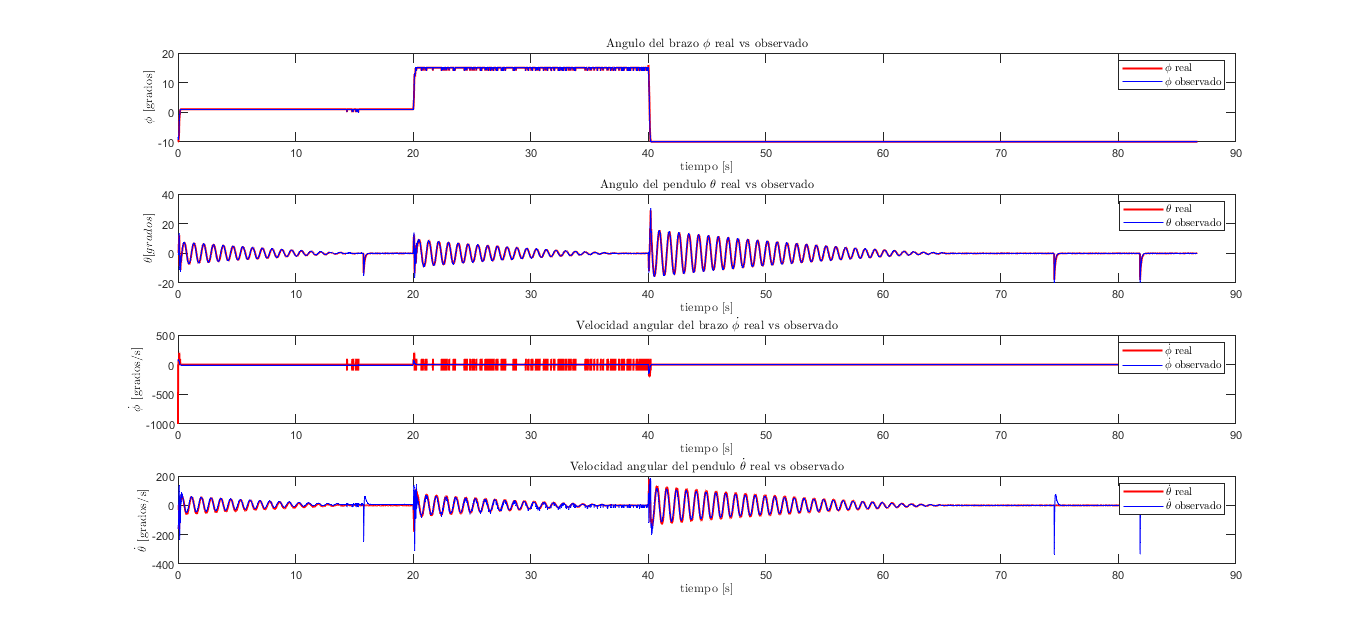 Angulo del brazo ϕ real vs observado
20
10
0
-10
ϕ [grados]
ϕ real
ϕ observado
0 10 20 30 40 50 60 70 80 90
tiempo [s]
Angulo del pendulo θ real vs observado
40
20
0
-20
θ[grados]
θ real
θ observado
0 10 20 30 40 50 60 70 80 90
tiempo [s]
Velocidad angular del brazo ϕ̇ real vs observado
500
0
-500
-1000
ϕ̇ [grados/s]
ϕ̇ real
ϕ̇ observado
0 10 20 30 40 50 60 70 80 90
tiempo [s]
Velocidad angular del pendulo θ̇ real vs observado
200
0
-200
-400
θ̇ [grados/s]
θ̇ real
θ̇ observado
0 10 20 30 40 50 60 70 80 90
tiempo [s]